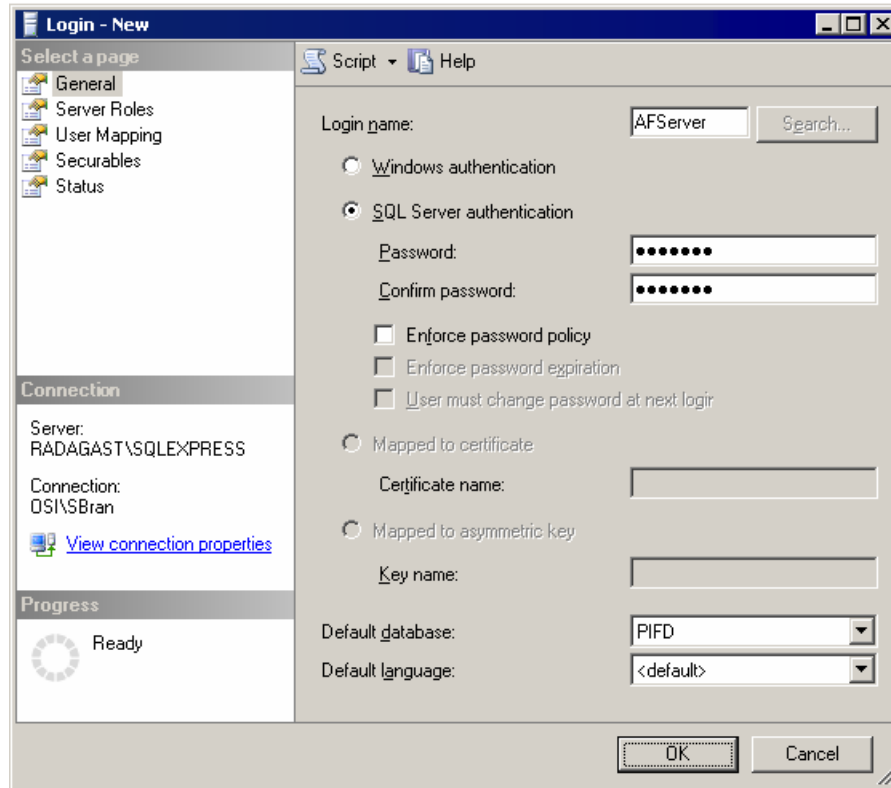 Login - New
Select a page
General
Server Roles
User Mapping
Securables
Status
Connection
Server:
RADAGAST\SQLEXPRESS
Connection:
OSI\SBran
View connection properties
Progress
Ready
Script Help
Login name: AFServer Search...
Windows authentication
SQL Server authentication
Password: •••••••
Confirm password: •••••••
Enforce password policy
Enforce password expiration
User must change password at next login
Mapped to certificate
Certificate name:
Mapped to asymmetric key
Key name:
Default database: PIFD
Default language: <default>
OK Cancel